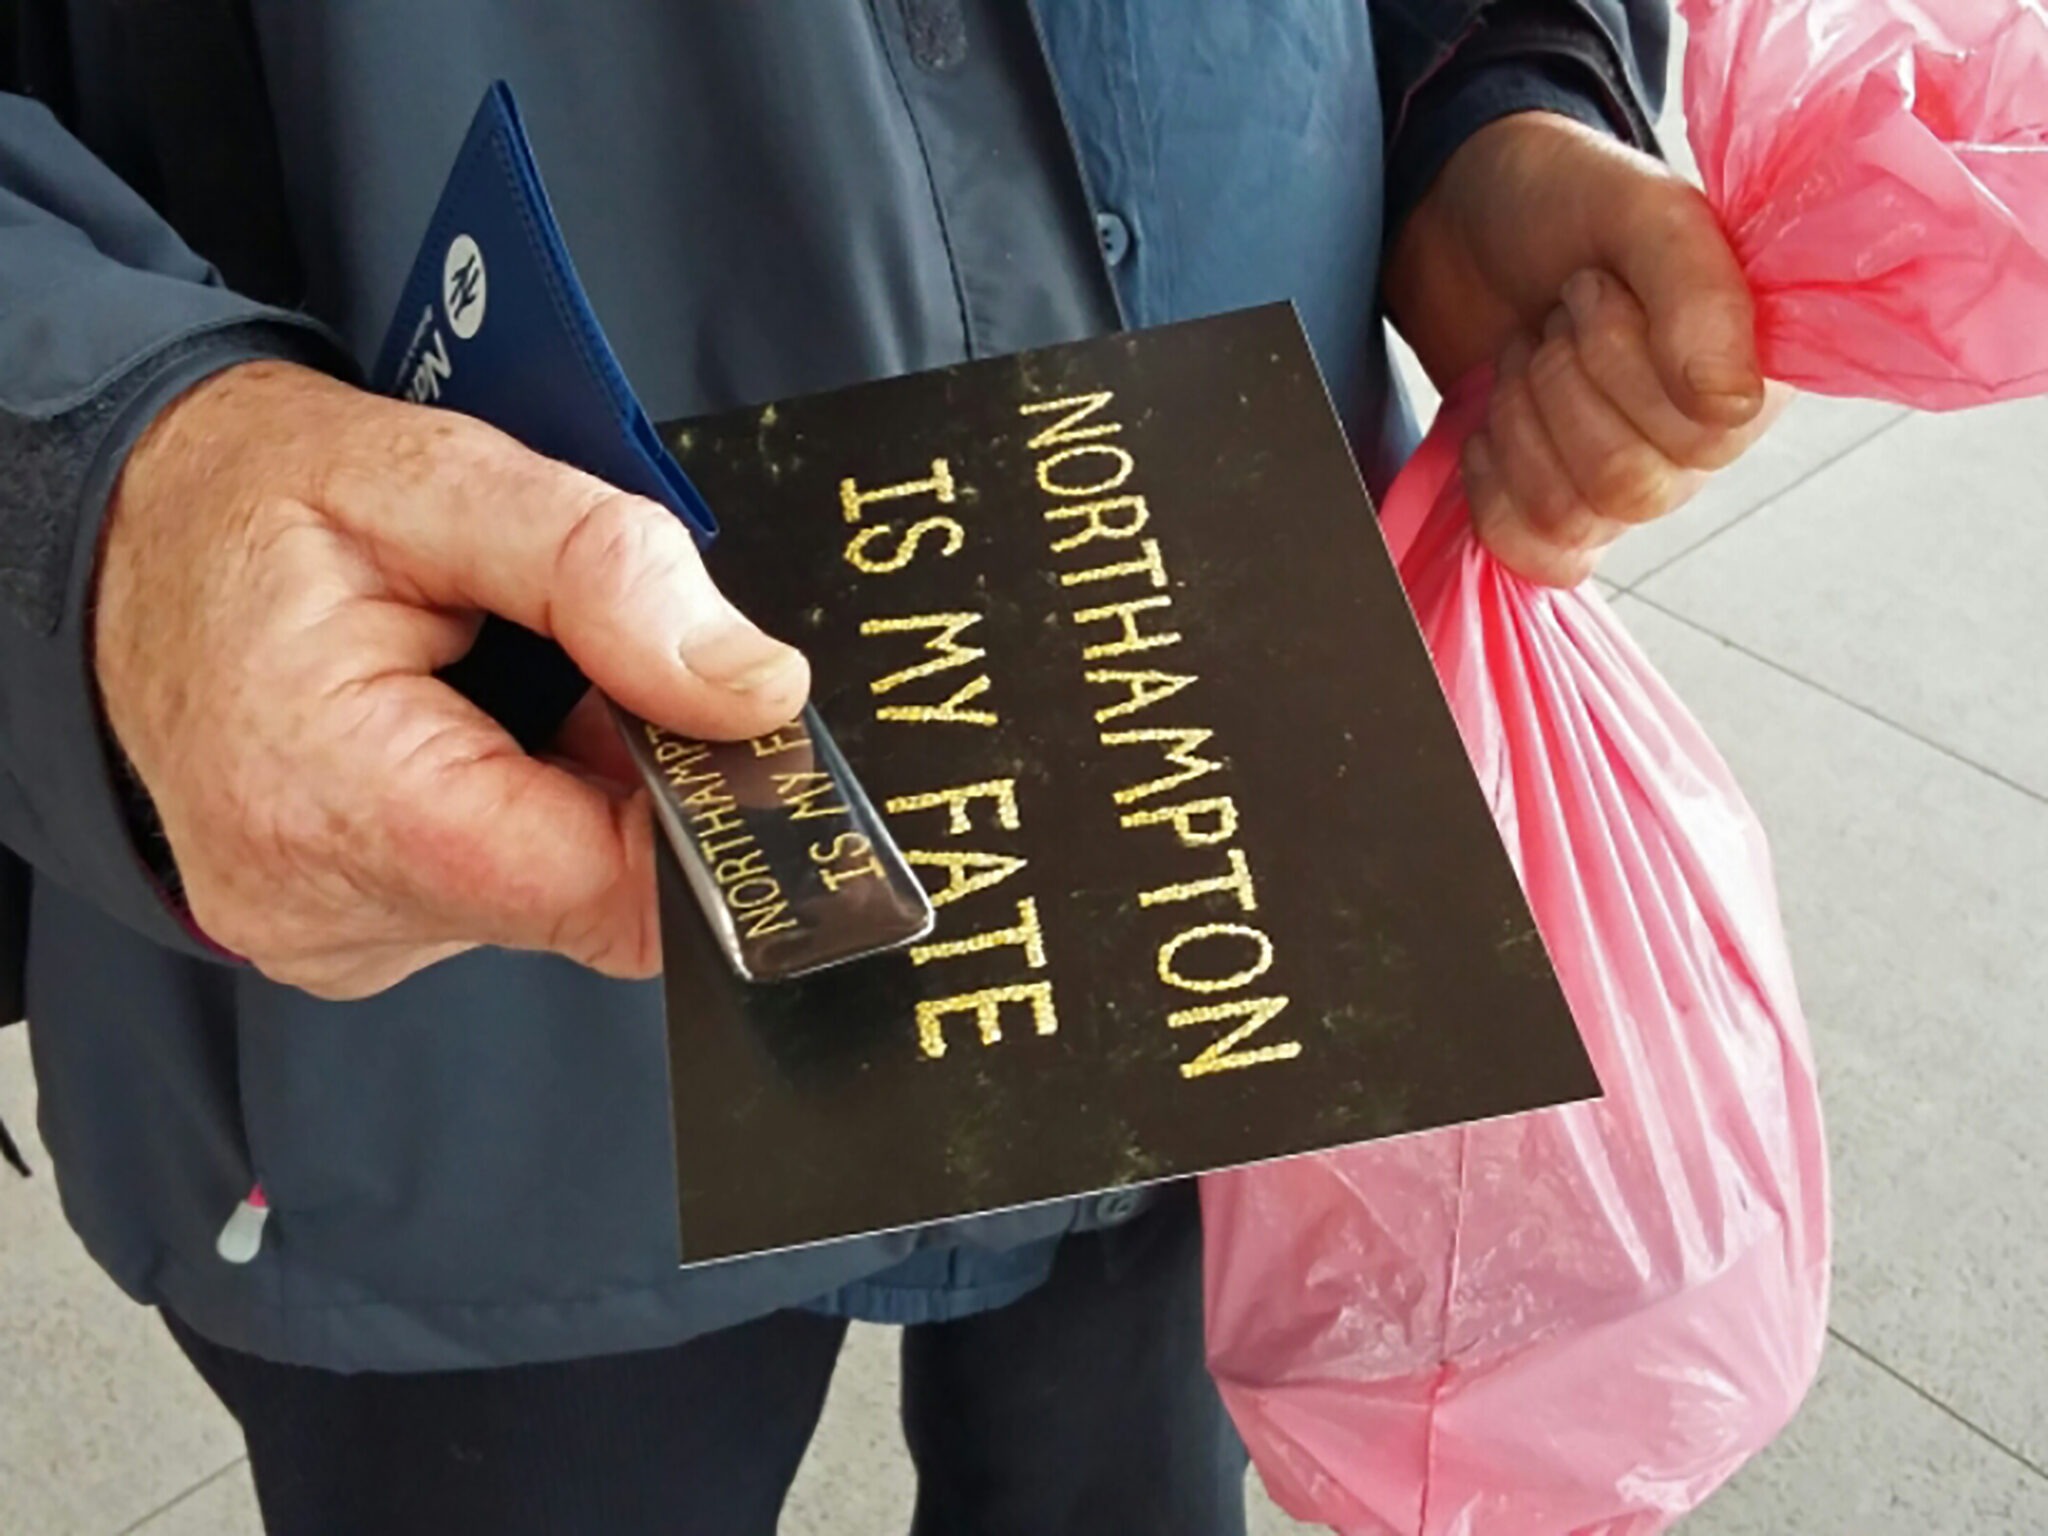 NORTHAMPTON
IS MY FATE
NORTHAMPT
IS MY F